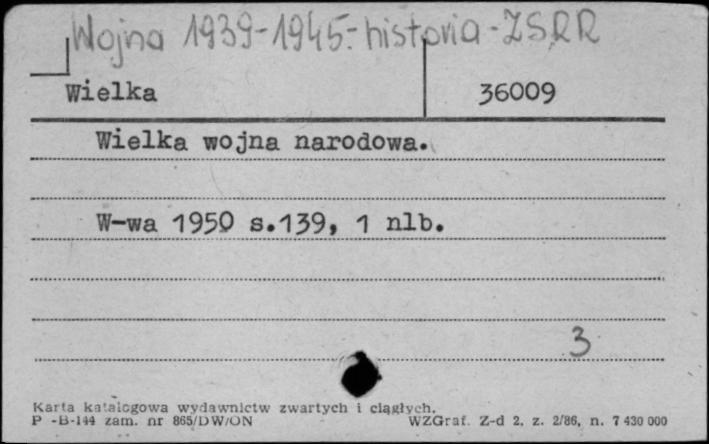 Wojna 1939-1945-historia-ZSRR
Wielka 36009
Wielka wojna narodowa.
W-wa 1950 s.139, 1 nlb.
3
Karta katalogowa wydawnictw zwartych i ciągłych.
P -B-144 zam. nr 865/DW/ON WZGraf. Z-d 2, z. 2/86, n. 7 430 000